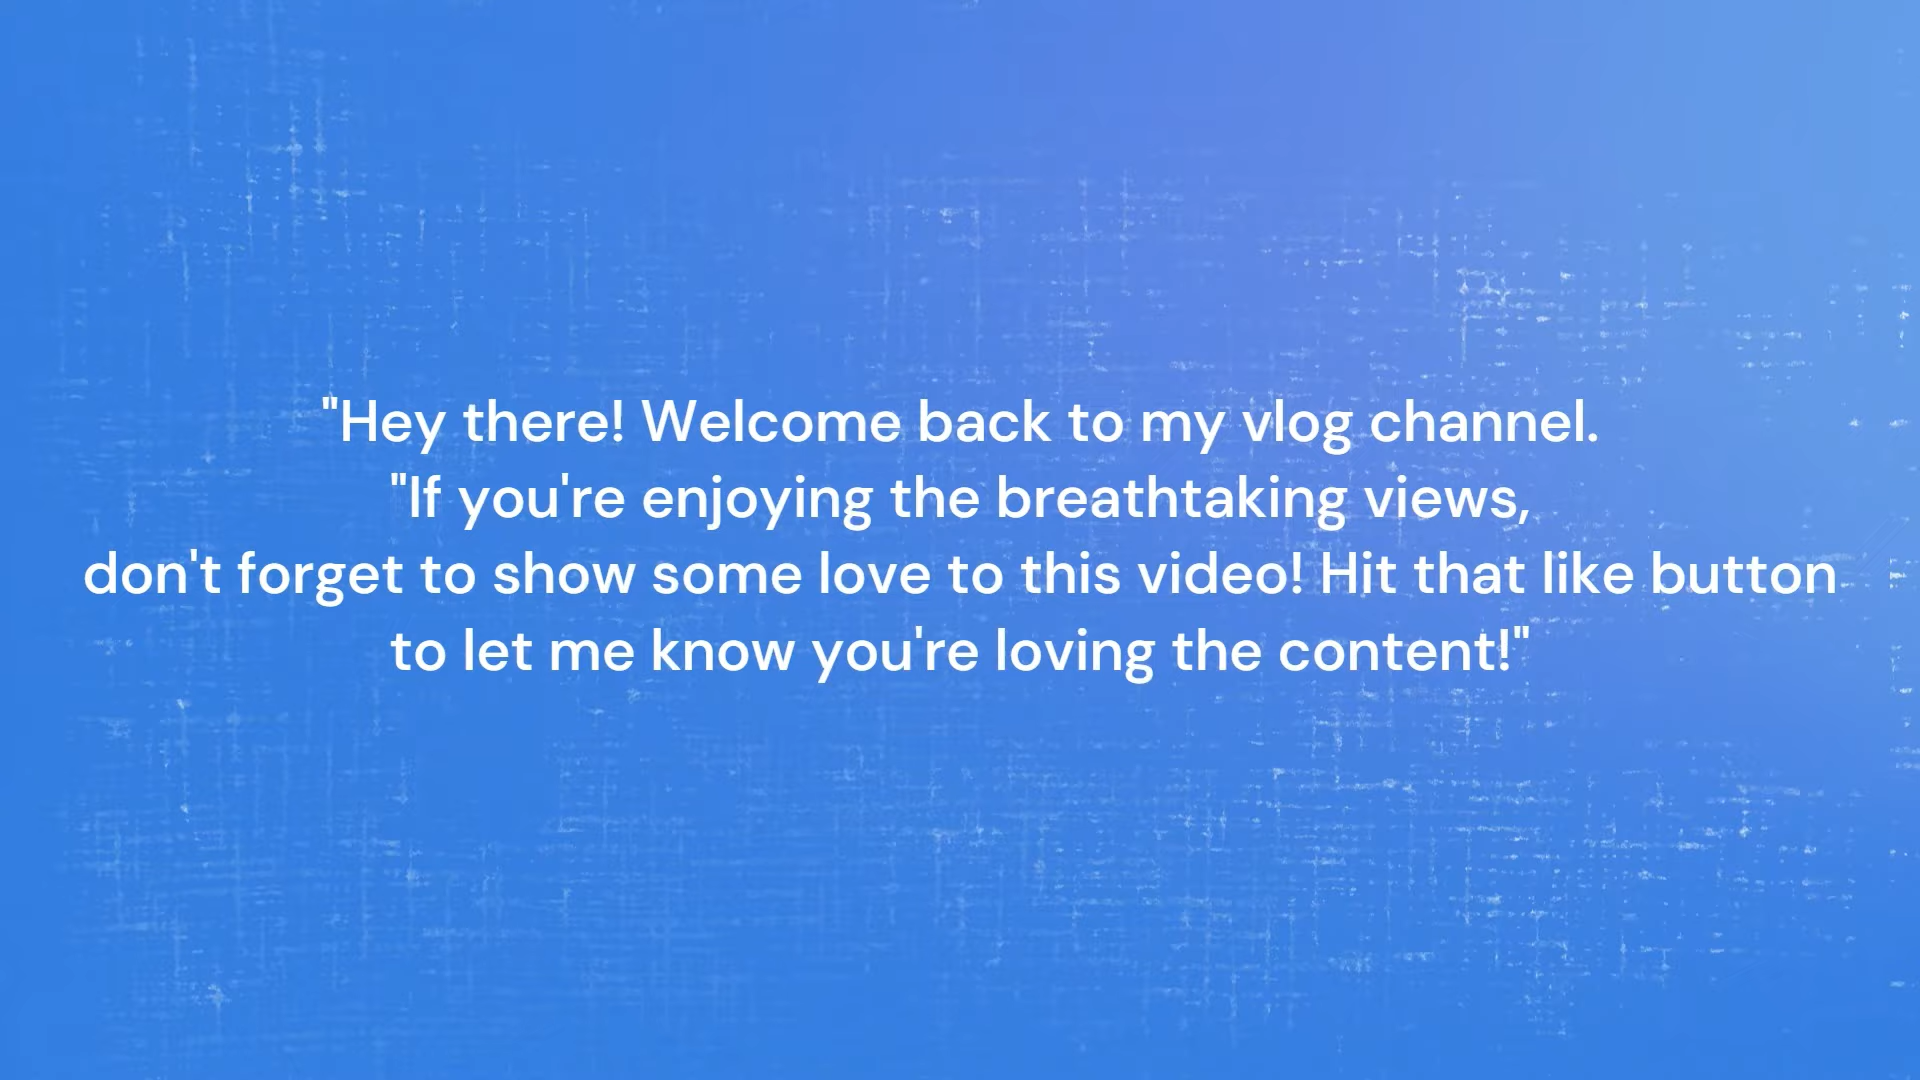 "Hey there! Welcome back to my vlog channel.
"If you're enjoying the breathtaking views,
don't forget to show some love to this video! Hit that like button
to let me know you're loving the content!"